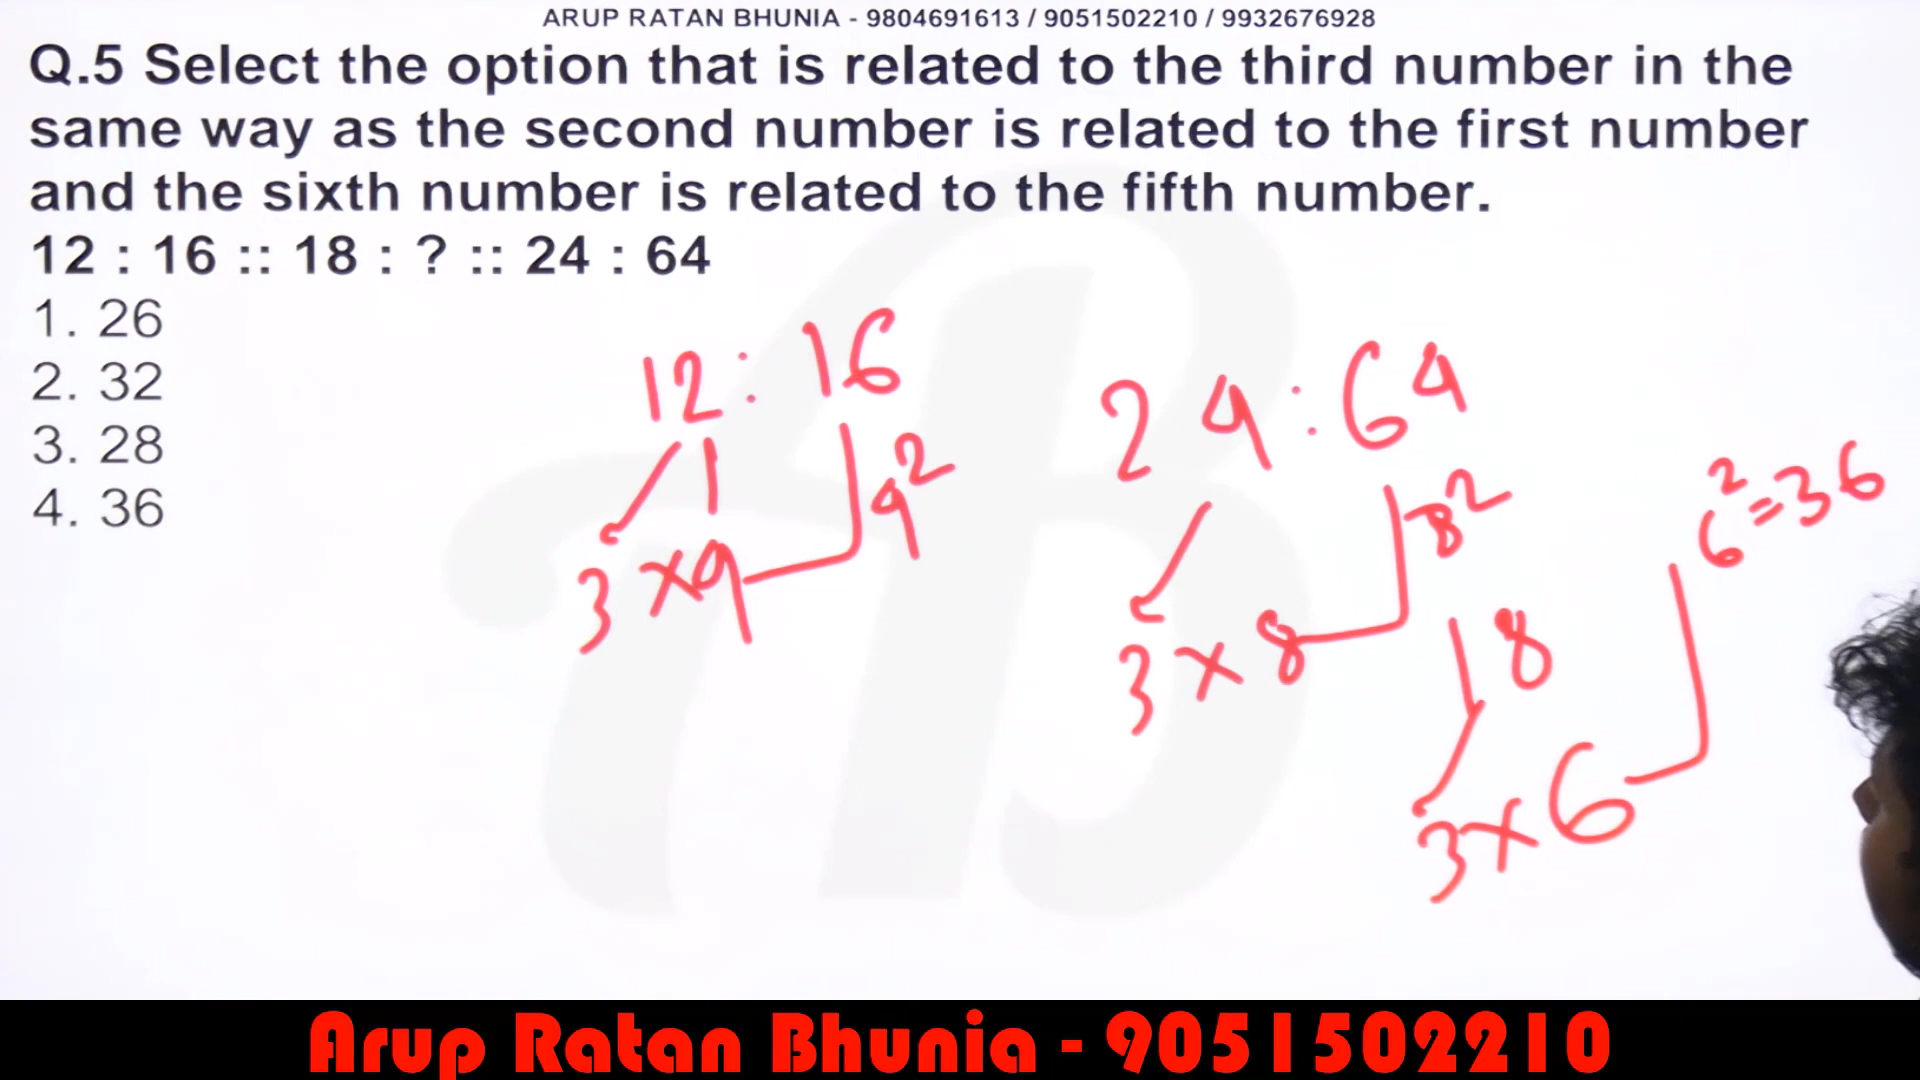 ARUP RATAN BHUNIA - 9804691613 / 9051502210 / 9932676928
Q.5 Select the option that is related to the third number in the
same way as the second number is related to the first number
and the sixth number is related to the fifth number.
12 : 16 :: 18 : ? :: 24 : 64
1. 26
2. 32
3. 28
4. 36
12 : 16
4²
3 × 4
24 : 64
8²
3 × 8
6² = 36
18
3 × 6
Arup Ratan Bhunia - 9051502210